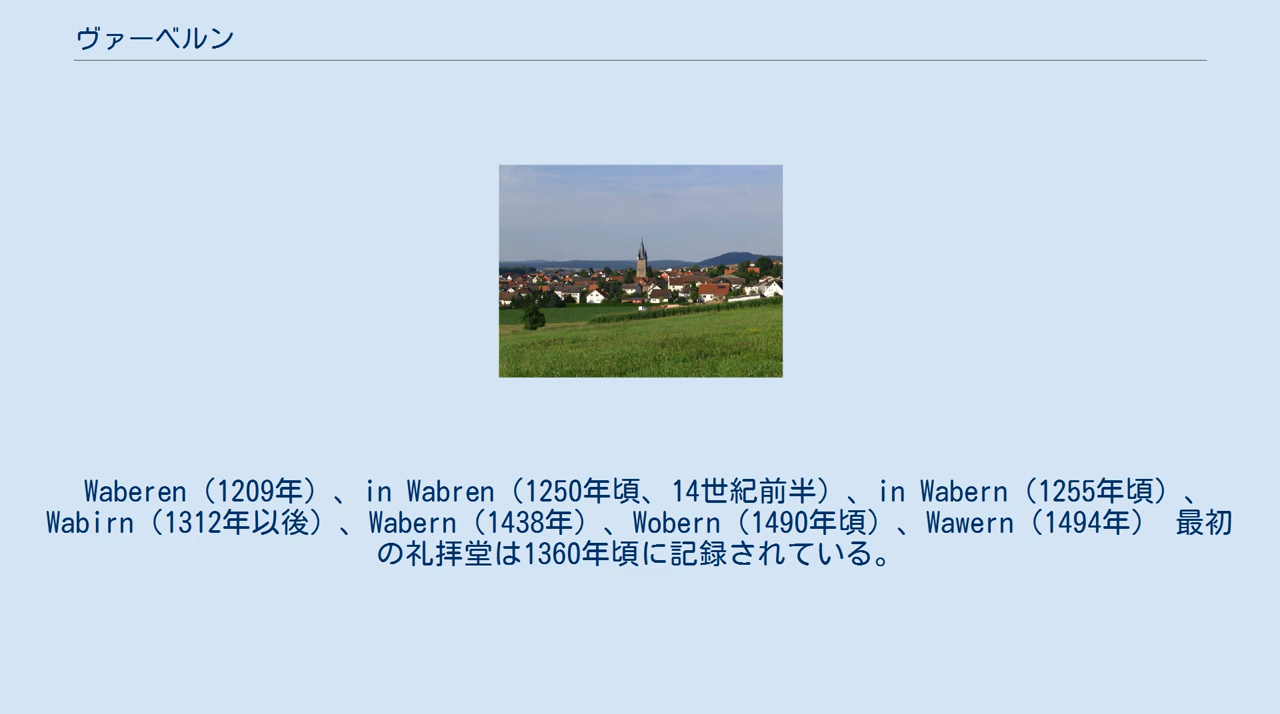 ヴァーベルン
Waberen（1209年）、in Wabren（1250年頃、14世紀前半）、in Wabern（1255年頃）、
Wabirn（1312年以後）、Wabern（1438年）、Wobern（1490年頃）、Wawern（1494年） 最初
の礼拝堂は1360年頃に記録されている。